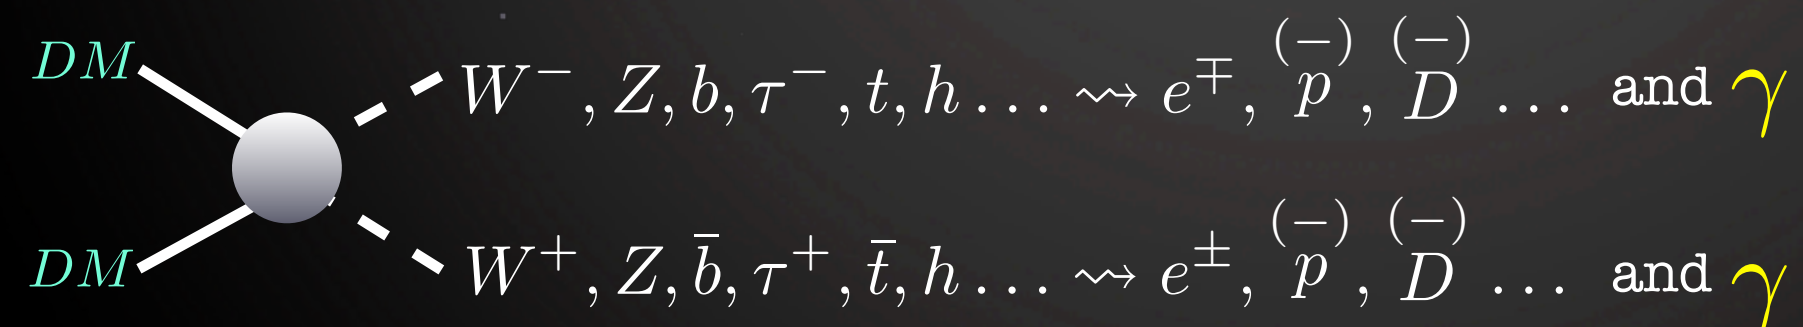 DM W⁻, Z, b, τ⁻, t, h . . . ⇝ e^∓, p^(−), D^(−) . . . and γ
DM W⁺, Z, b̄, τ⁺, t̄, h . . . ⇝ e^±, p^(−), D^(−) . . . and γ